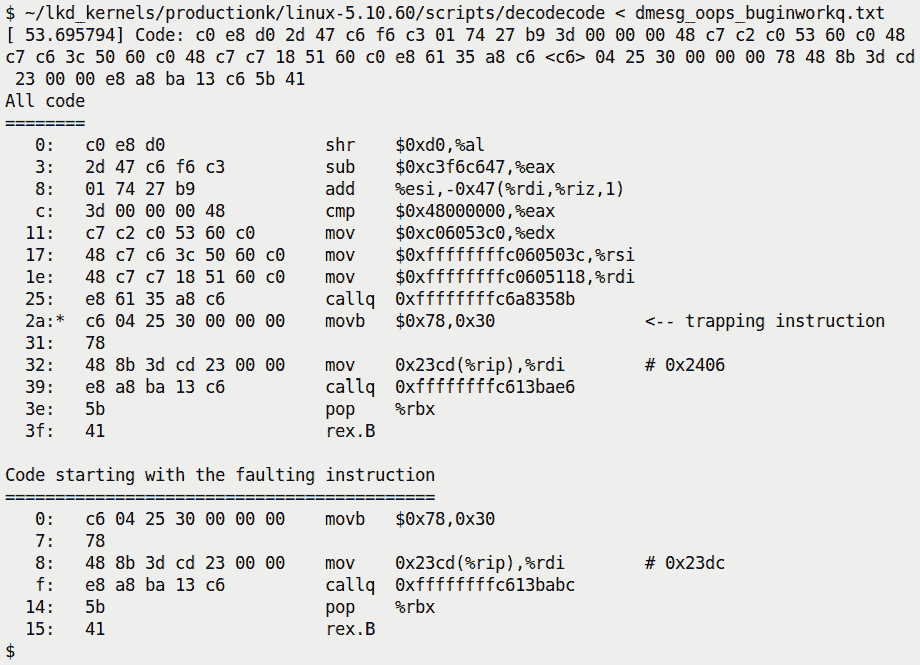 $ ~/lkd_kernels/productionk/linux-5.10.60/scripts/decodecode < dmesg_oops_buginworkq.txt
[ 53.695794] Code: c0 e8 d0 2d 47 c6 f6 c3 01 74 27 b9 3d 00 00 00 48 c7 c2 c0 53 60 c0 48
c7 c6 3c 50 60 c0 48 c7 c7 18 51 60 c0 e8 61 35 a8 c6 <c6> 04 25 30 00 00 00 78 48 8b 3d cd
 23 00 00 e8 a8 ba 13 c6 5b 41
All code
========
   0:   c0 e8 d0                shr    $0xd0,%al
   3:   2d 47 c6 f6 c3          sub    $0xc3f6c647,%eax
   8:   01 74 27 b9             add    %esi,-0x47(%rdi,%riz,1)
   c:   3d 00 00 00 48          cmp    $0x48000000,%eax
  11:   c7 c2 c0 53 60 c0       mov    $0xc06053c0,%edx
  17:   48 c7 c6 3c 50 60 c0    mov    $0xffffffffc060503c,%rsi
  1e:   48 c7 c7 18 51 60 c0    mov    $0xffffffffc0605118,%rdi
  25:   e8 61 35 a8 c6          callq  0xffffffffc6a8358b
  2a:*  c6 04 25 30 00 00 00    movb   $0x78,0x30               <-- trapping instruction
  31:   78
  32:   48 8b 3d cd 23 00 00    mov    0x23cd(%rip),%rdi        # 0x2406
  39:   e8 a8 ba 13 c6          callq  0xffffffffc613bae6
  3e:   5b                      pop    %rbx
  3f:   41                      rex.B

Code starting with the faulting instruction
===========================================
   0:   c6 04 25 30 00 00 00    movb   $0x78,0x30
   7:   78
   8:   48 8b 3d cd 23 00 00    mov    0x23cd(%rip),%rdi        # 0x23dc
   f:   e8 a8 ba 13 c6          callq  0xffffffffc613babc
  14:   5b                      pop    %rbx
  15:   41                      rex.B
$